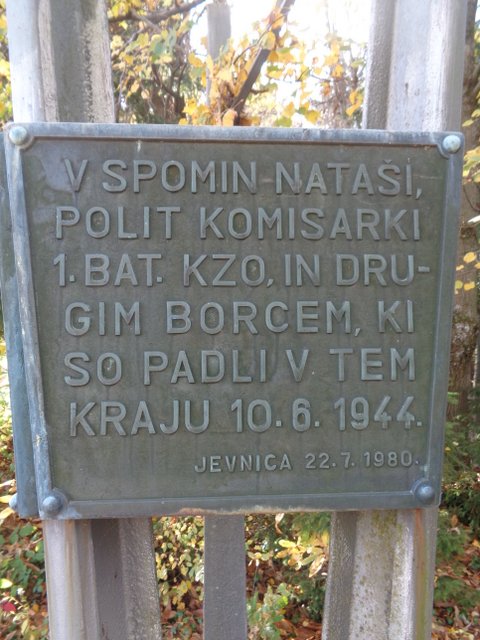 V SPOMIN NATAŠI,
POLIT KOMISARKI
1. BAT. KZO, IN DRU-
GIM BORCEM, KI
SO PADLI V TEM
KRAJU 10.6. 1944.
JEVNICA 22.7. 1980.